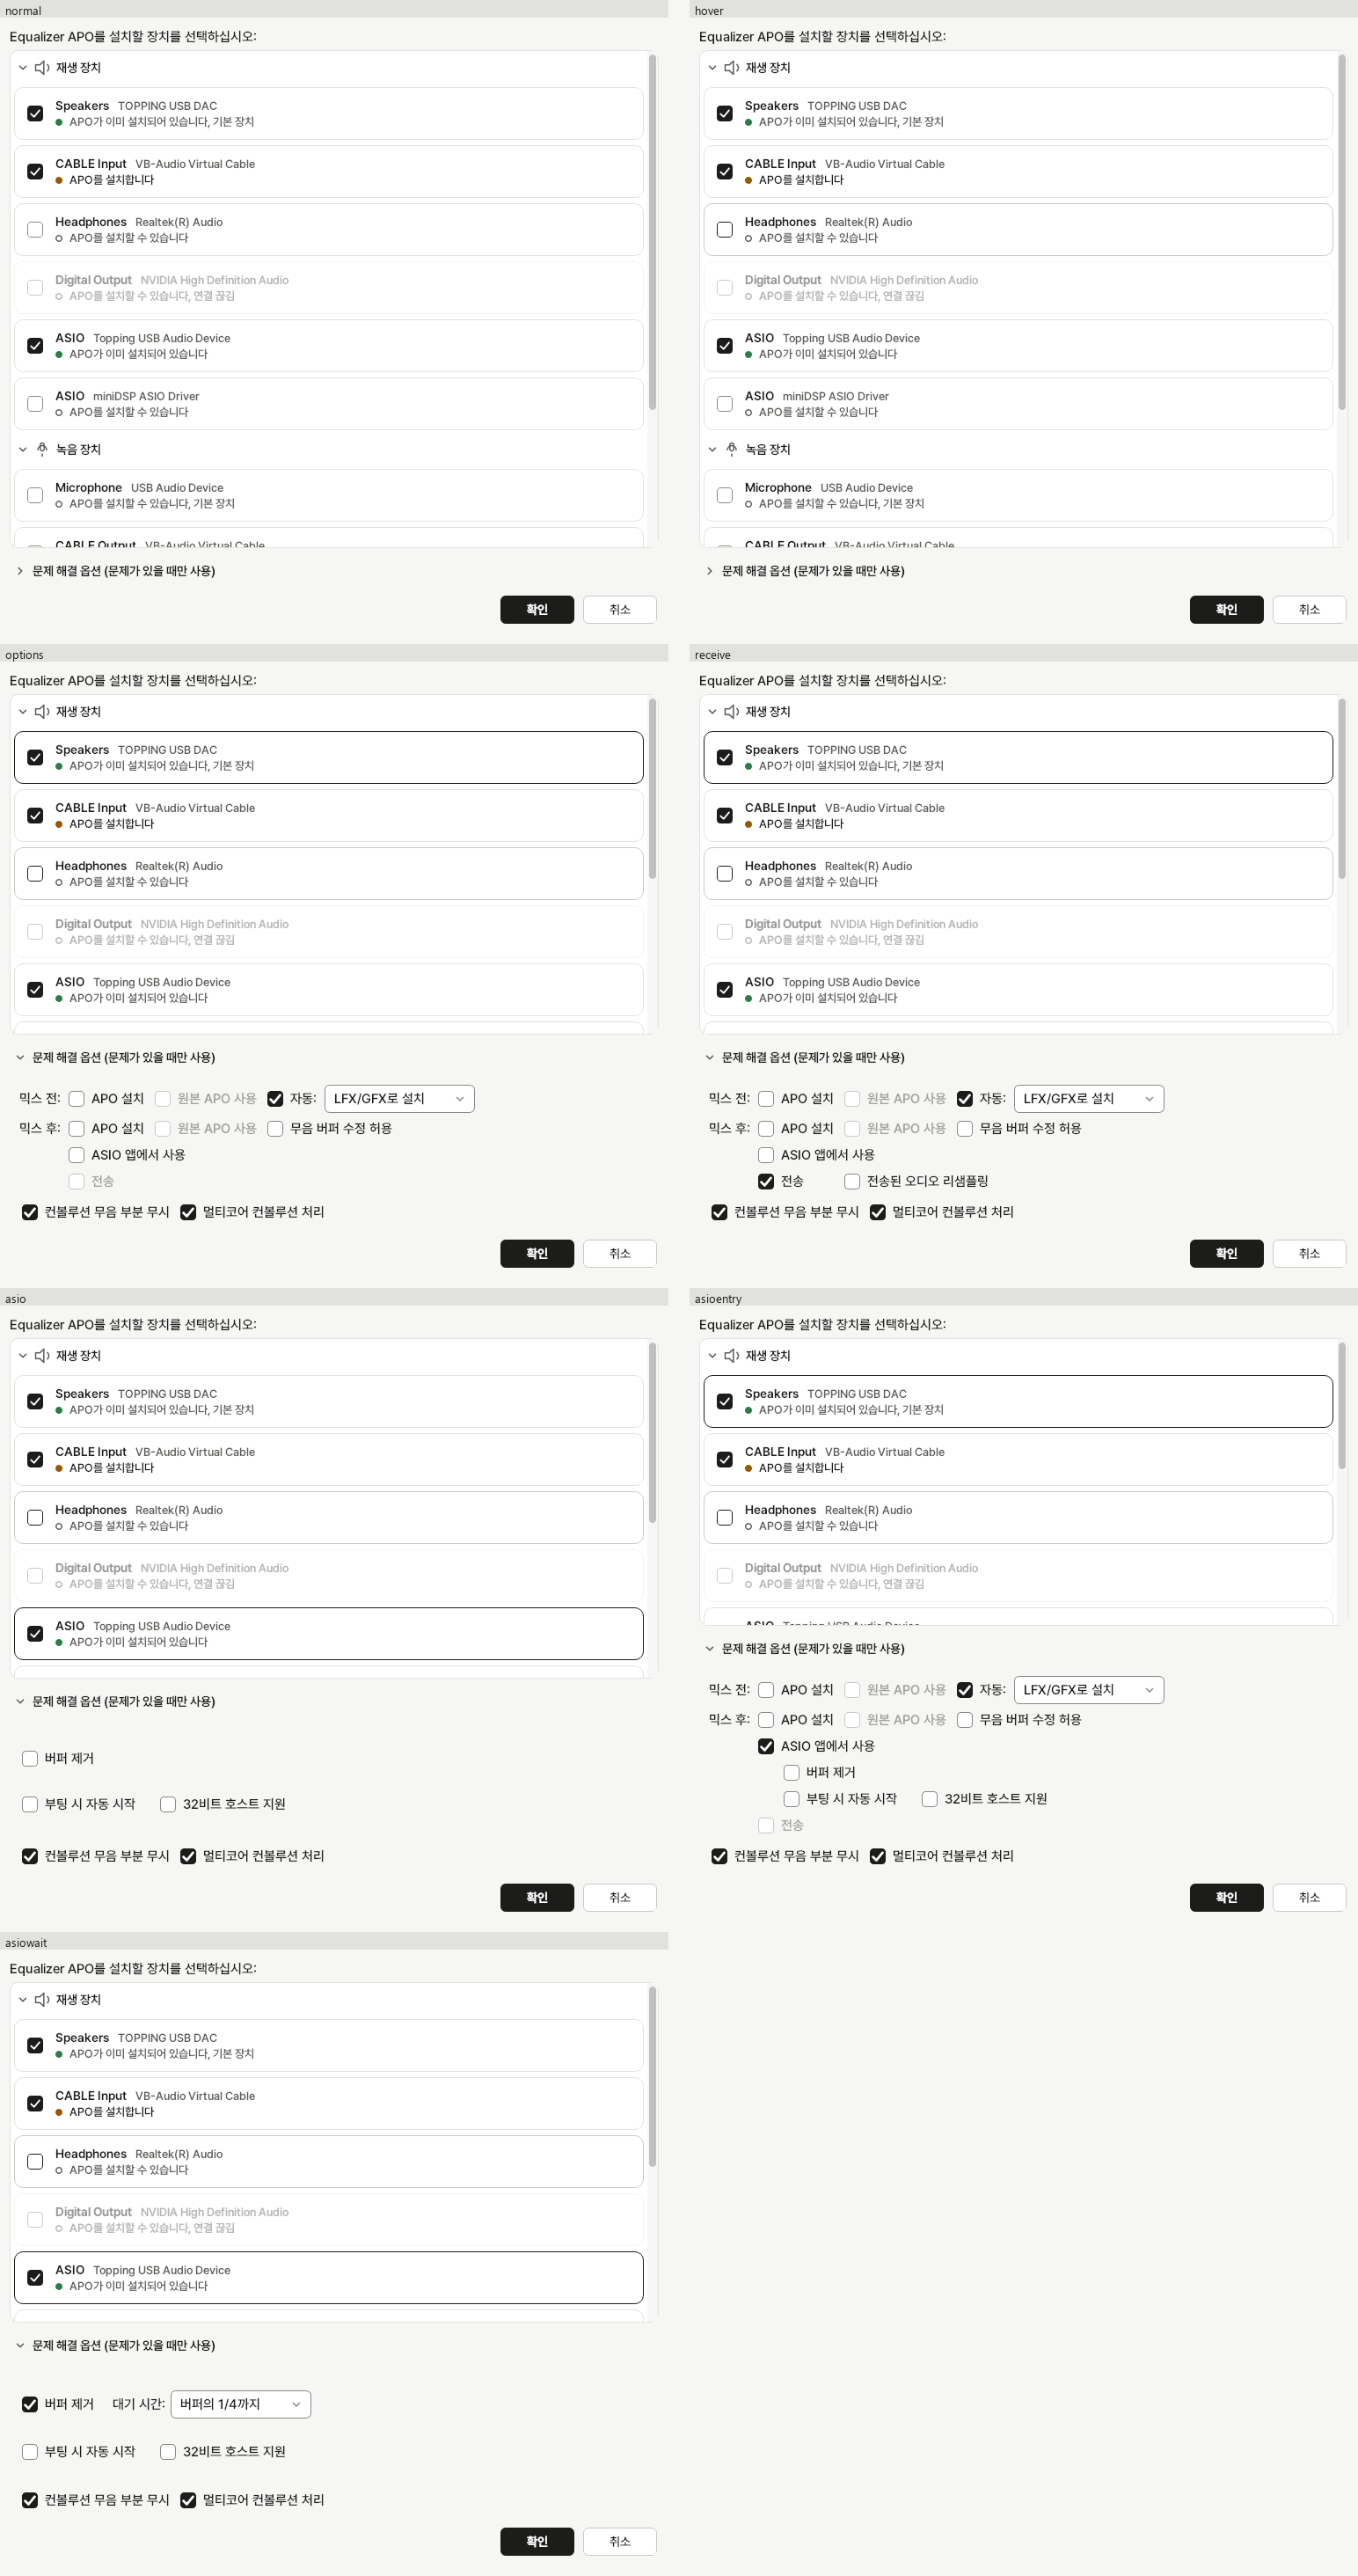 normal
Equalizer APO를 설치할 장치를 선택하십시오:
재생 장치
Speakers TOPPING USB DAC
APO가 이미 설치되어 있습니다, 기본 장치
CABLE Input VB-Audio Virtual Cable
APO를 설치합니다
Headphones Realtek(R) Audio
APO를 설치할 수 있습니다
Digital Output NVIDIA High Definition Audio
APO를 설치할 수 있습니다, 연결 끊김
ASIO Topping USB Audio Device
APO가 이미 설치되어 있습니다
ASIO miniDSP ASIO Driver
APO를 설치할 수 있습니다
녹음 장치
Microphone USB Audio Device
APO를 설치할 수 있습니다, 기본 장치
CABLE Output VB-Audio Virtual Cable
문제 해결 옵션 (문제가 있을 때만 사용)
확인 취소
hover
Equalizer APO를 설치할 장치를 선택하십시오:
재생 장치
Speakers TOPPING USB DAC
APO가 이미 설치되어 있습니다, 기본 장치
CABLE Input VB-Audio Virtual Cable
APO를 설치합니다
Headphones Realtek(R) Audio
APO를 설치할 수 있습니다
Digital Output NVIDIA High Definition Audio
APO를 설치할 수 있습니다, 연결 끊김
ASIO Topping USB Audio Device
APO가 이미 설치되어 있습니다
ASIO miniDSP ASIO Driver
APO를 설치할 수 있습니다
녹음 장치
Microphone USB Audio Device
APO를 설치할 수 있습니다, 기본 장치
CABLE Output VB-Audio Virtual Cable
문제 해결 옵션 (문제가 있을 때만 사용)
확인 취소
options
Equalizer APO를 설치할 장치를 선택하십시오:
재생 장치
Speakers TOPPING USB DAC
APO가 이미 설치되어 있습니다, 기본 장치
CABLE Input VB-Audio Virtual Cable
APO를 설치합니다
Headphones Realtek(R) Audio
APO를 설치할 수 있습니다
Digital Output NVIDIA High Definition Audio
APO를 설치할 수 있습니다, 연결 끊김
ASIO Topping USB Audio Device
APO가 이미 설치되어 있습니다
문제 해결 옵션 (문제가 있을 때만 사용)
믹스 전: APO 설치 원본 APO 사용 자동: LFX/GFX로 설치
믹스 후: APO 설치 원본 APO 사용 무음 버퍼 수정 허용
ASIO 앱에서 사용
전송
컨볼루션 무음 부분 무시 멀티코어 컨볼루션 처리
확인 취소
receive
Equalizer APO를 설치할 장치를 선택하십시오:
재생 장치
Speakers TOPPING USB DAC
APO가 이미 설치되어 있습니다, 기본 장치
CABLE Input VB-Audio Virtual Cable
APO를 설치합니다
Headphones Realtek(R) Audio
APO를 설치할 수 있습니다
Digital Output NVIDIA High Definition Audio
APO를 설치할 수 있습니다, 연결 끊김
ASIO Topping USB Audio Device
APO가 이미 설치되어 있습니다
문제 해결 옵션 (문제가 있을 때만 사용)
믹스 전: APO 설치 원본 APO 사용 자동: LFX/GFX로 설치
믹스 후: APO 설치 원본 APO 사용 무음 버퍼 수정 허용
ASIO 앱에서 사용
전송 전송된 오디오 리샘플링
컨볼루션 무음 부분 무시 멀티코어 컨볼루션 처리
확인 취소
asio
Equalizer APO를 설치할 장치를 선택하십시오:
재생 장치
Speakers TOPPING USB DAC
APO가 이미 설치되어 있습니다, 기본 장치
CABLE Input VB-Audio Virtual Cable
APO를 설치합니다
Headphones Realtek(R) Audio
APO를 설치할 수 있습니다
Digital Output NVIDIA High Definition Audio
APO를 설치할 수 있습니다, 연결 끊김
ASIO Topping USB Audio Device
APO가 이미 설치되어 있습니다
문제 해결 옵션 (문제가 있을 때만 사용)
버퍼 제거
부팅 시 자동 시작 32비트 호스트 지원
컨볼루션 무음 부분 무시 멀티코어 컨볼루션 처리
확인 취소
asioentry
Equalizer APO를 설치할 장치를 선택하십시오:
재생 장치
Speakers TOPPING USB DAC
APO가 이미 설치되어 있습니다, 기본 장치
CABLE Input VB-Audio Virtual Cable
APO를 설치합니다
Headphones Realtek(R) Audio
APO를 설치할 수 있습니다
Digital Output NVIDIA High Definition Audio
APO를 설치할 수 있습니다, 연결 끊김
ASIO Topping USB Audio Device
문제 해결 옵션 (문제가 있을 때만 사용)
믹스 전: APO 설치 원본 APO 사용 자동: LFX/GFX로 설치
믹스 후: APO 설치 원본 APO 사용 무음 버퍼 수정 허용
ASIO 앱에서 사용
버퍼 제거
부팅 시 자동 시작 32비트 호스트 지원
전송
컨볼루션 무음 부분 무시 멀티코어 컨볼루션 처리
확인 취소
asiowait
Equalizer APO를 설치할 장치를 선택하십시오:
재생 장치
Speakers TOPPING USB DAC
APO가 이미 설치되어 있습니다, 기본 장치
CABLE Input VB-Audio Virtual Cable
APO를 설치합니다
Headphones Realtek(R) Audio
APO를 설치할 수 있습니다
Digital Output NVIDIA High Definition Audio
APO를 설치할 수 있습니다, 연결 끊김
ASIO Topping USB Audio Device
APO가 이미 설치되어 있습니다
문제 해결 옵션 (문제가 있을 때만 사용)
버퍼 제거 대기 시간: 버퍼의 1/4까지
부팅 시 자동 시작 32비트 호스트 지원
컨볼루션 무음 부분 무시 멀티코어 컨볼루션 처리
확인 취소